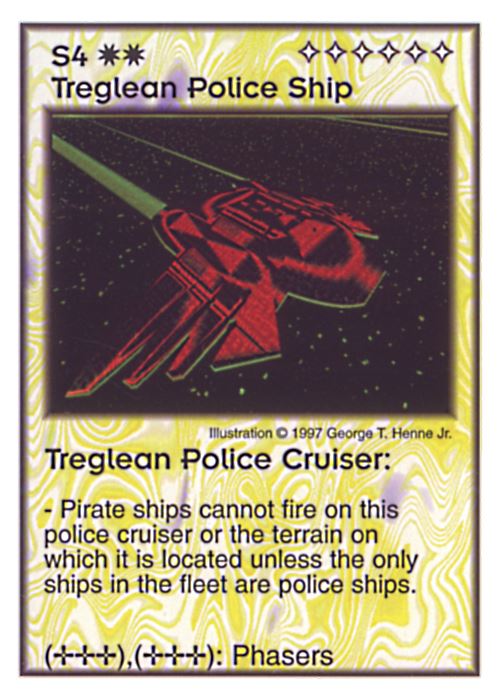 S4 ✷✷ ✧✧✧✧✧✧
Treglean Police Ship
Illustration © 1997 George T. Henne Jr.
Treglean Police Cruiser:
- Pirate ships cannot fire on this
police cruiser or the terrain on
which it is located unless the only
ships in the fleet are police ships.
(✛✛✛),(✛✛✛): Phasers